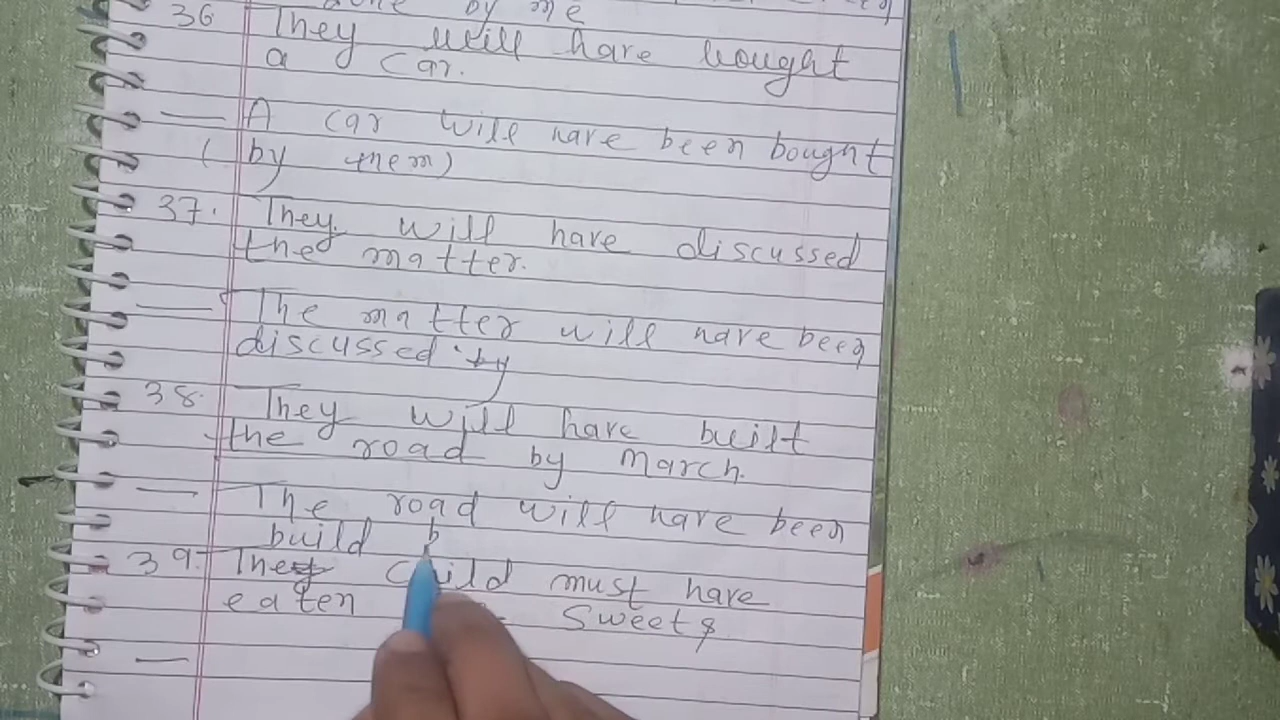 by me
36 They will have bought
a car.
— A car will have been bought
(by them)
37. They will have discussed
the matter.
— The matter will have been
discussed by
38. They will have built
the road by March.
— The road will have been
build b
39. The child must have
eaten Sweets
—